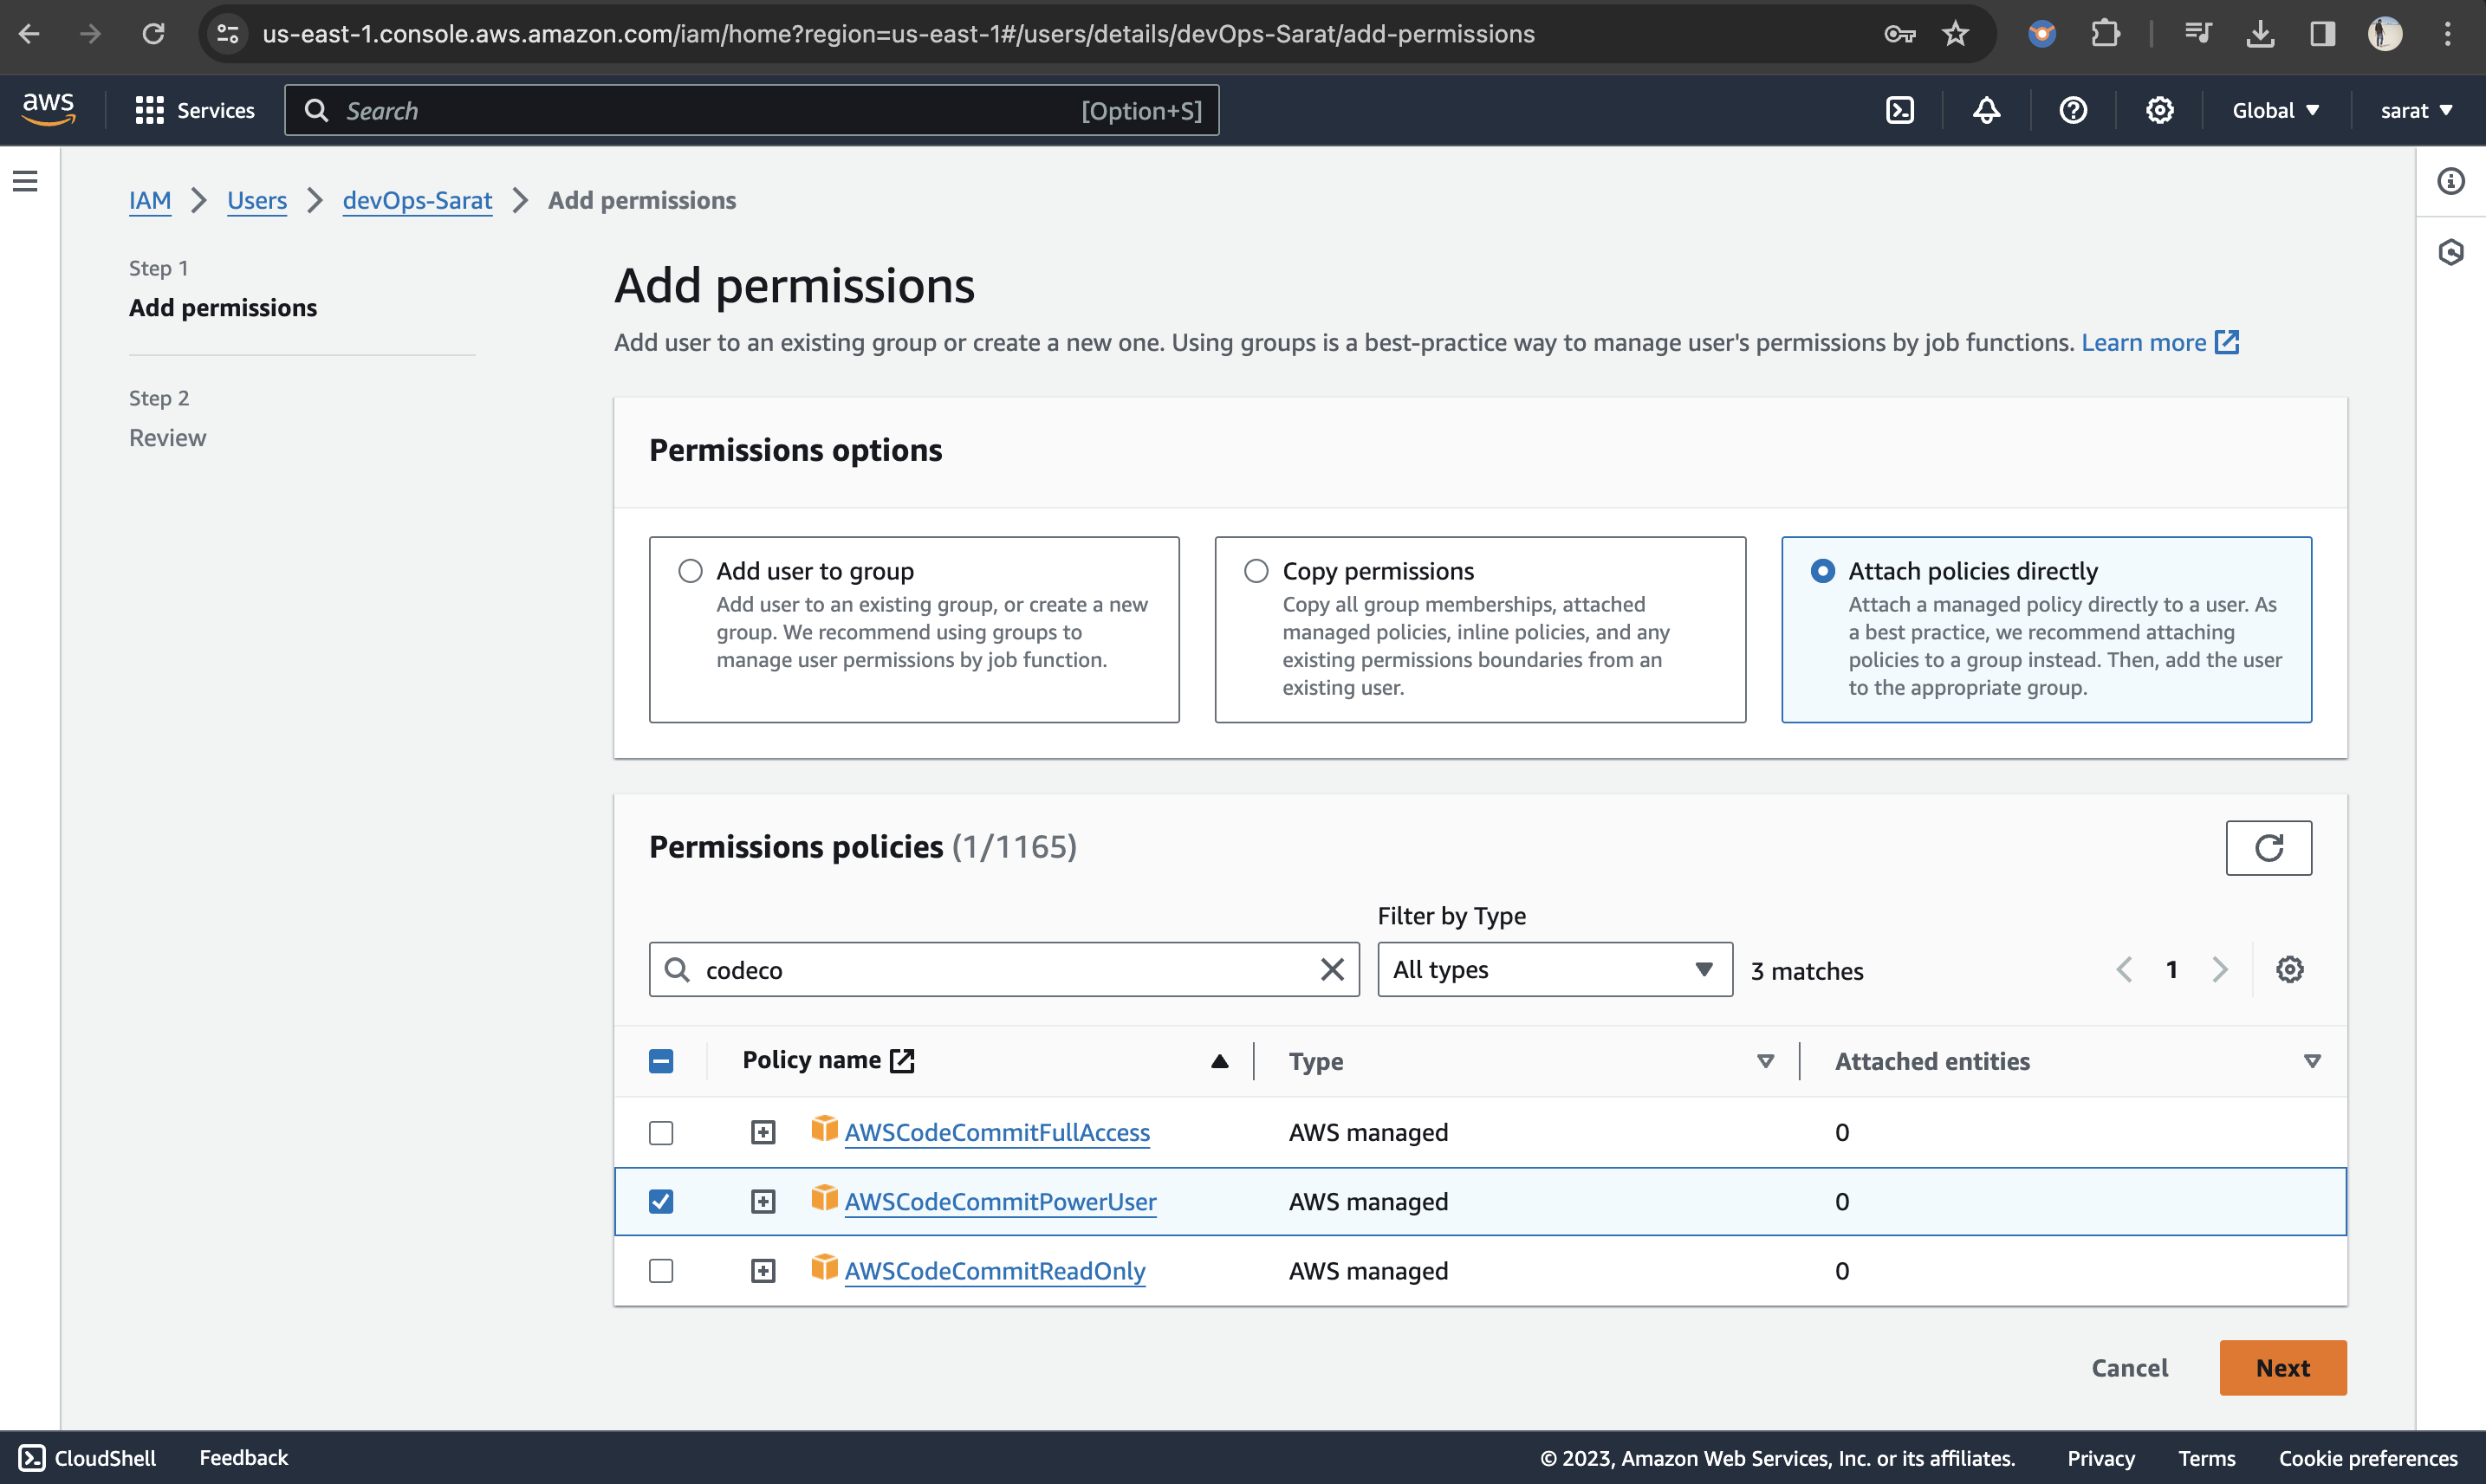 us-east-1.console.aws.amazon.com/iam/home?region=us-east-1#/users/details/devOps-Sarat/add-permissions
aws
Services
Search
[Option+S]
Global
sarat
IAM
Users
devOps-Sarat
Add permissions
Step 1
Add permissions
Step 2
Review
Add permissions
Add user to an existing group or create a new one. Using groups is a best-practice way to manage user's permissions by job functions. Learn more
Permissions options
Add user to group
Add user to an existing group, or create a new
group. We recommend using groups to
manage user permissions by job function.
Copy permissions
Copy all group memberships, attached
managed policies, inline policies, and any
existing permissions boundaries from an
existing user.
Attach policies directly
Attach a managed policy directly to a user. As
a best practice, we recommend attaching
policies to a group instead. Then, add the user
to the appropriate group.
Permissions policies (1/1165)
Filter by Type
codeco
All types
3 matches
1
Policy name
Type
Attached entities
AWSCodeCommitFullAccess
AWS managed
0
AWSCodeCommitPowerUser
AWS managed
0
AWSCodeCommitReadOnly
AWS managed
0
Cancel
Next
CloudShell
Feedback
© 2023, Amazon Web Services, Inc. or its affiliates.
Privacy
Terms
Cookie preferences